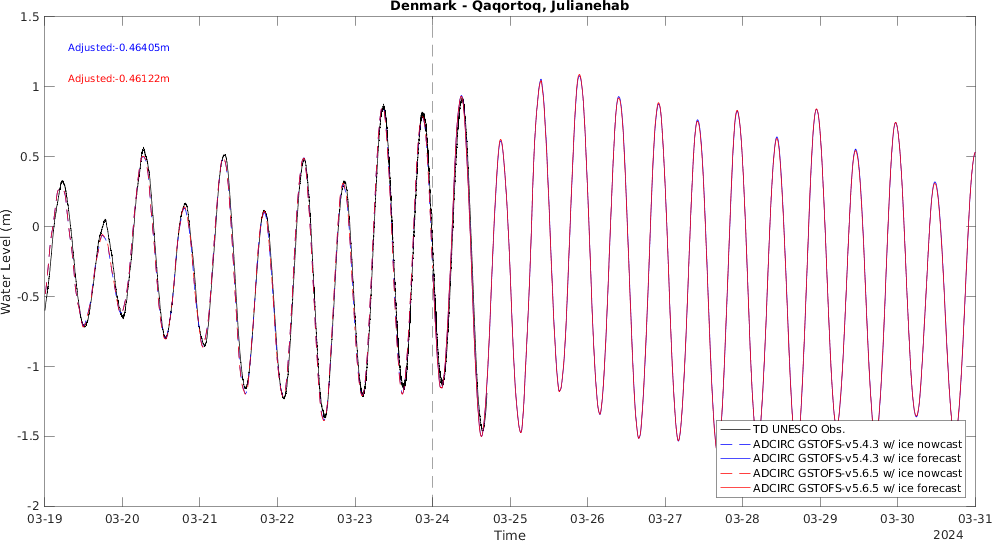 Denmark - Qaqortoq, Julianehab
Adjusted:-0.46405m
Adjusted:-0.46122m
1.5
1
0.5
0
-0.5
-1
-1.5
-2
Water Level (m)
TD UNESCO Obs.
ADCIRC GSTOFS-v5.4.3 w/ ice nowcast
ADCIRC GSTOFS-v5.4.3 w/ ice forecast
ADCIRC GSTOFS-v5.6.5 w/ ice nowcast
ADCIRC GSTOFS-v5.6.5 w/ ice forecast
03-19 03-20 03-21 03-22 03-23 03-24 03-25 03-26 03-27 03-28 03-29 03-30 03-31
Time
2024